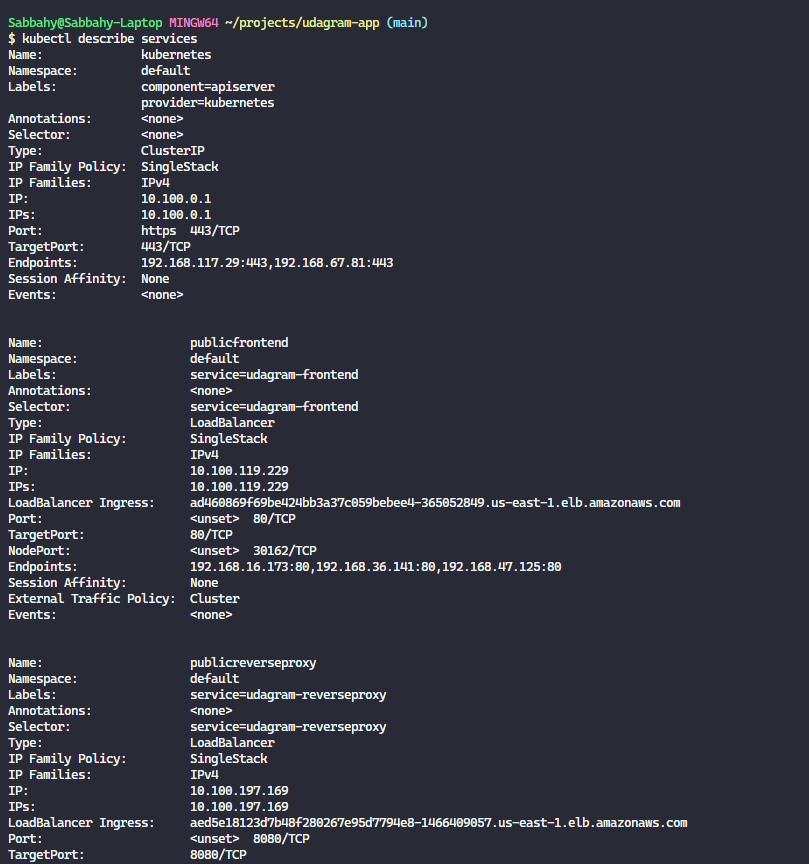 Sabbahy@Sabbahy-Laptop MINGW64 ~/projects/udagram-app (main)
$ kubectl describe services
Name:              kubernetes
Namespace:         default
Labels:            component=apiserver
                   provider=kubernetes
Annotations:       <none>
Selector:          <none>
Type:              ClusterIP
IP Family Policy:  SingleStack
IP Families:       IPv4
IP:                10.100.0.1
IPs:               10.100.0.1
Port:              https  443/TCP
TargetPort:        443/TCP
Endpoints:         192.168.117.29:443,192.168.67.81:443
Session Affinity:  None
Events:            <none>

Name:                     publicfrontend
Namespace:                default
Labels:                   service=udagram-frontend
Annotations:              <none>
Selector:                 service=udagram-frontend
Type:                     LoadBalancer
IP Family Policy:         SingleStack
IP Families:              IPv4
IP:                       10.100.119.229
IPs:                      10.100.119.229
LoadBalancer Ingress:     ad460869f69be424bb3a37c059bebee4-365052849.us-east-1.elb.amazonaws.com
Port:                     <unset>  80/TCP
TargetPort:               80/TCP
NodePort:                 <unset>  30162/TCP
Endpoints:                192.168.16.173:80,192.168.36.141:80,192.168.47.125:80
Session Affinity:         None
External Traffic Policy:  Cluster
Events:                   <none>

Name:                     publicreverseproxy
Namespace:                default
Labels:                   service=udagram-reverseproxy
Annotations:              <none>
Selector:                 service=udagram-reverseproxy
Type:                     LoadBalancer
IP Family Policy:         SingleStack
IP Families:              IPv4
IP:                       10.100.197.169
IPs:                      10.100.197.169
LoadBalancer Ingress:     aed5e18123d7b48f280267e95d7794e8-1466409057.us-east-1.elb.amazonaws.com
Port:                     <unset>  8080/TCP
TargetPort:               8080/TCP